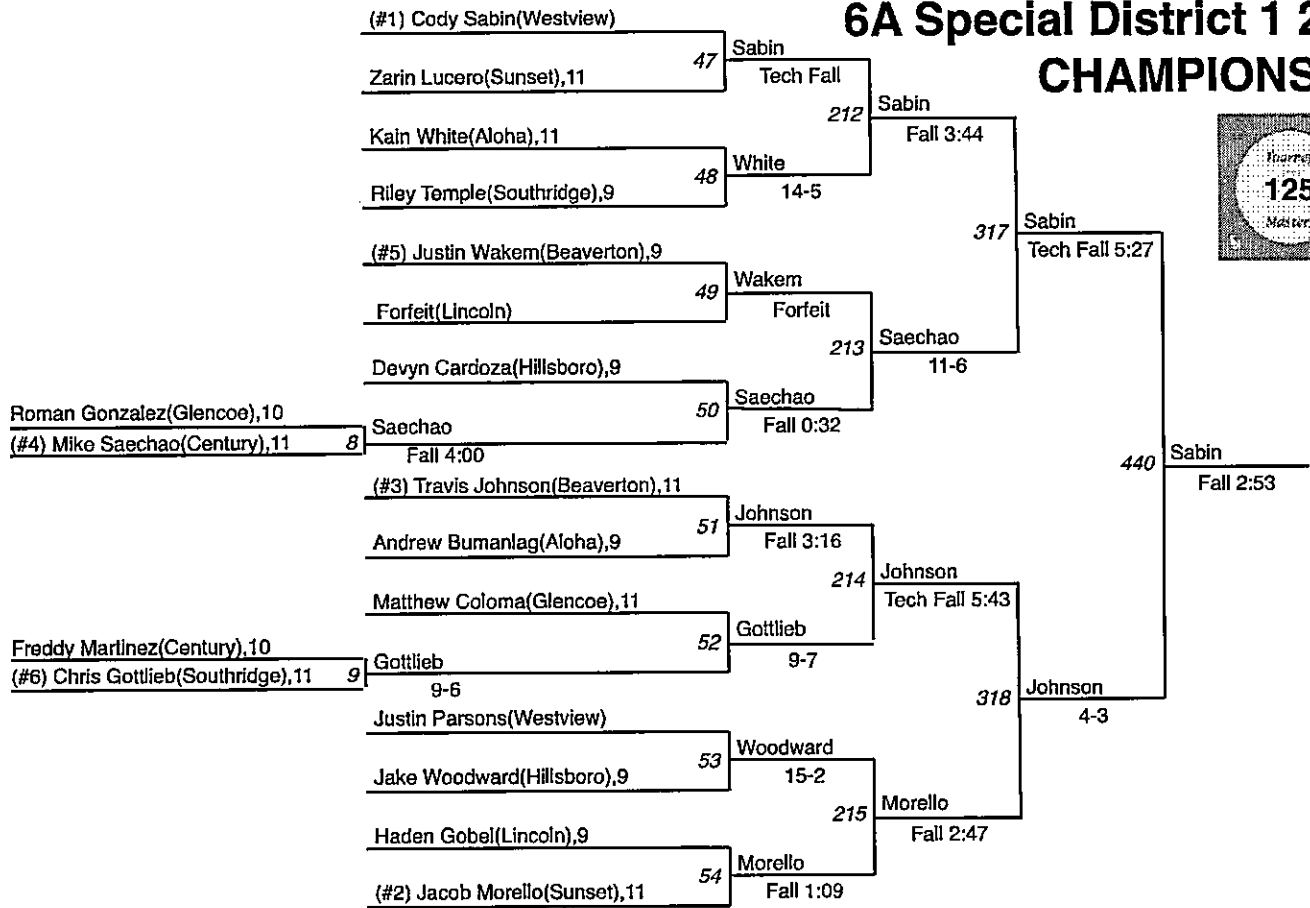 6A Special District 1 2
CHAMPIONS
125
(#1) Cody Sabin(Westview)
47
Sabin
Zarin Lucero(Sunset),11
Tech Fall
212
Sabin
Fall 3:44
Kain White(Aloha),11
48
White
Riley Temple(Southridge),9
14-5
317
Sabin
Tech Fall 5:27
(#5) Justin Wakem(Beaverton),9
49
Wakem
Forfeit(Lincoln)
Forfeit
213
Saechao
11-6
Devyn Cardoza(Hillsboro),9
50
Saechao
Fall 0:32
Roman Gonzalez(Glencoe),10
(#4) Mike Saechao(Century),11
8
Saechao
Fall 4:00
440
Sabin
Fall 2:53
(#3) Travis Johnson(Beaverton),11
51
Johnson
Andrew Bumanlag(Aloha),9
Fall 3:16
214
Johnson
Tech Fall 5:43
Matthew Coloma(Glencoe),11
52
Gottlieb
9-7
Freddy Martinez(Century),10
(#6) Chris Gottlieb(Southridge),11
9
Gottlieb
9-6
318
Johnson
4-3
Justin Parsons(Westview)
53
Woodward
Jake Woodward(Hillsboro),9
15-2
215
Morello
Fall 2:47
Haden Gobel(Lincoln),9
54
Morello
(#2) Jacob Morello(Sunset),11
Fall 1:09